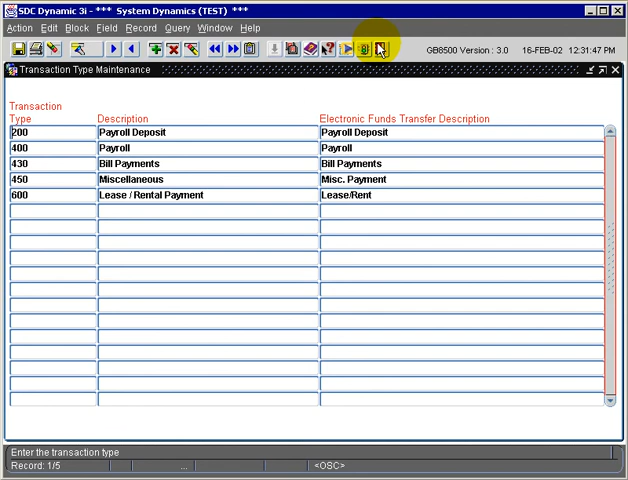 SDC Dynamic 3i - *** System Dynamics (TEST) ***
Action Edit Block Field Record Query Window Help
GB8500 Version : 3.0 16-FEB-02 12:31:47 PM
Transaction Type Maintenance
Transaction
Type Description Electronic Funds Transfer Description
200 Payroll Deposit Payroll Deposit
400 Payroll Payroll
430 Bill Payments Bill Payments
450 Miscellaneous Misc. Payment
600 Lease / Rental Payment Lease/Rent
Enter the transaction type
Record: 1/5 ... <OSC>